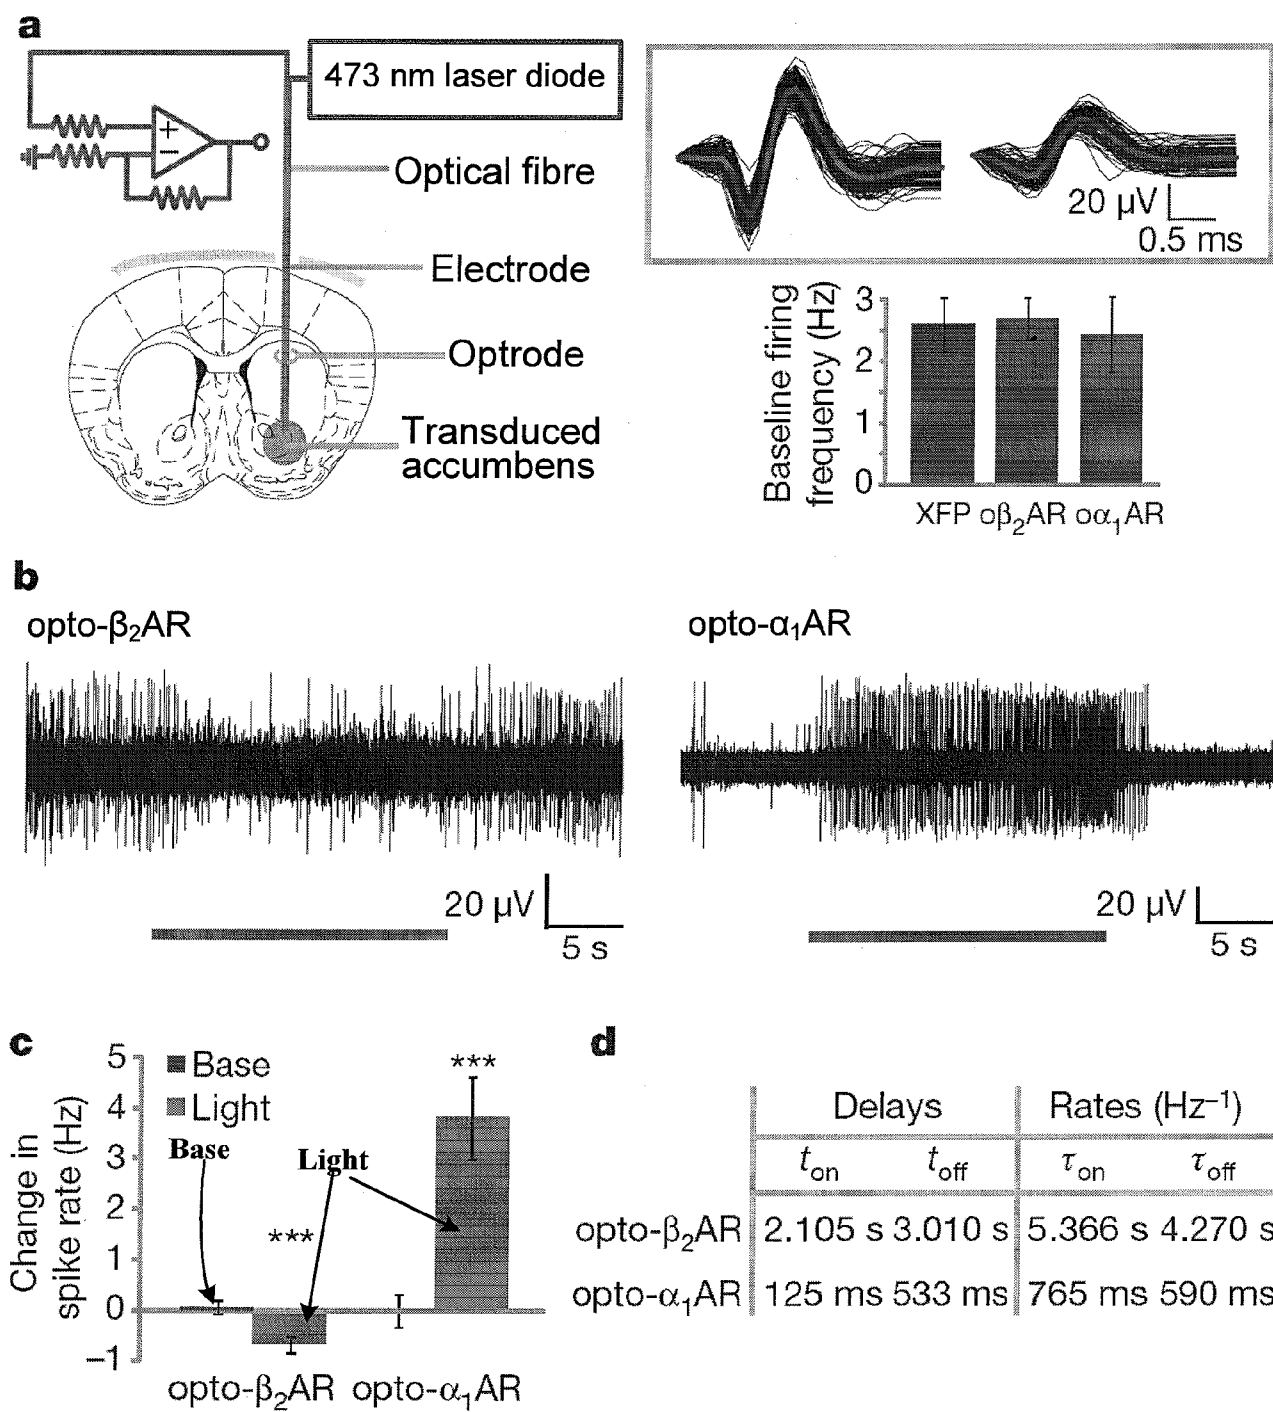 a
473 nm laser diode
+
−
Optical fibre
Electrode
Optrode
Transduced
accumbens
20 µV
0.5 ms
Baseline firing
frequency (Hz)
3
2
1
0
XFP oβ₂AR oα₁AR
b
opto-β₂AR
opto-α₁AR
20 µV
5 s
20 µV
5 s
c
Change in
spike rate (Hz)
5
4
3
2
1
0
−1
Base
Light
Base
Light
***
***
opto-β₂AR opto-α₁AR
d
Delays Rates (Hz⁻¹)
t on t off τ on τ off
opto-β₂AR 2.105 s 3.010 s 5.366 s 4.270 s
opto-α₁AR 125 ms 533 ms 765 ms 590 ms